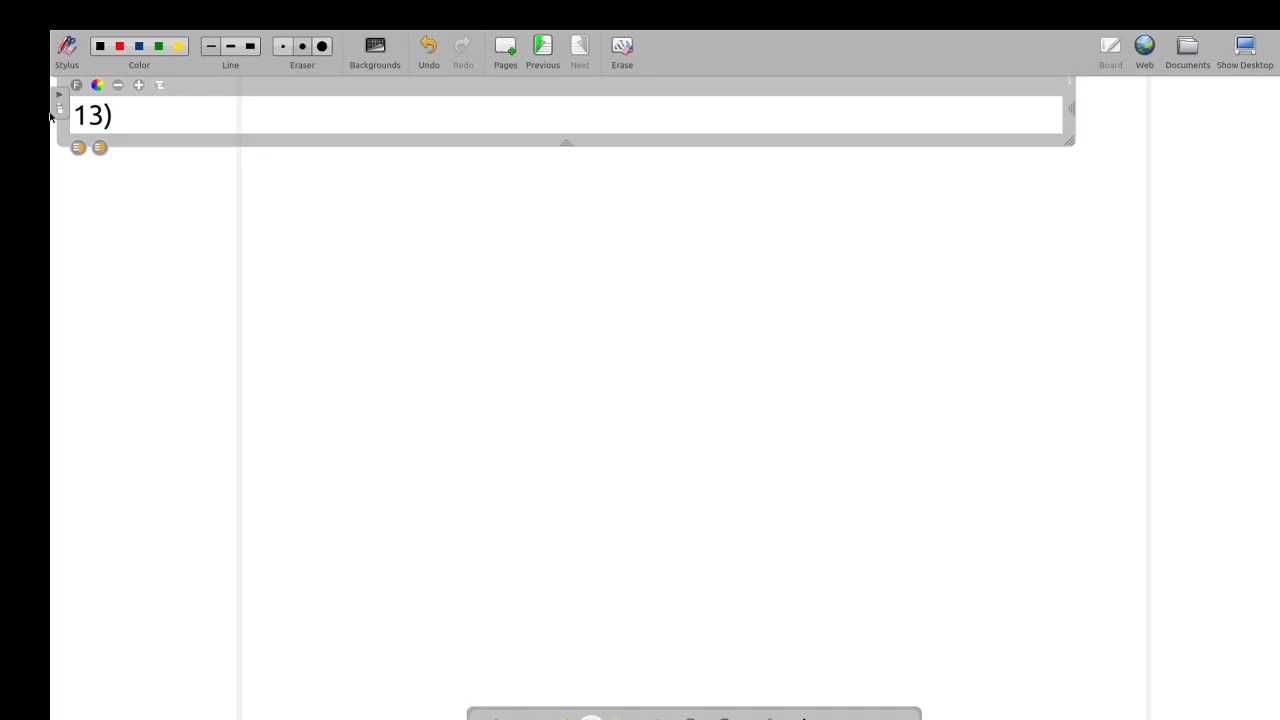 Stylus Color Line Eraser Backgrounds Undo Redo Pages Previous Next Erase Board Web Documents Show Desktop
F
13)